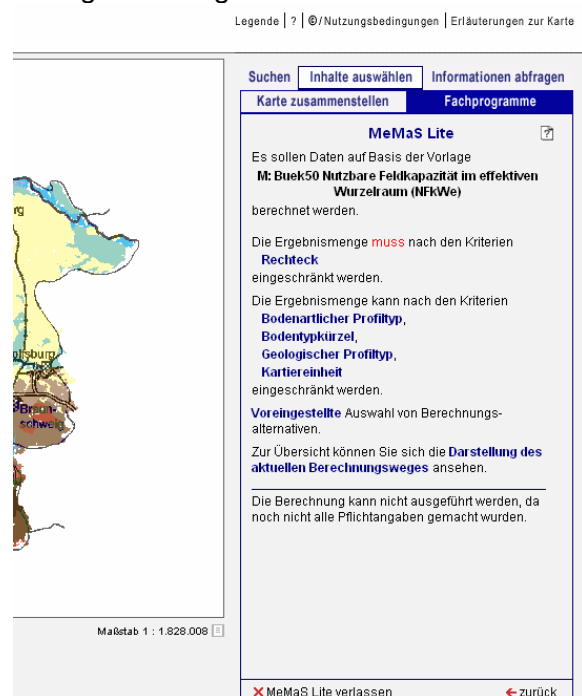 Legende | ? | ©/Nutzungsbedingungen | Erläuterungen zur Karte
Suchen Inhalte auswählen Informationen abfragen
Karte zusammenstellen Fachprogramme
MeMaS Lite ?
Es sollen Daten auf Basis der Vorlage
M: Buek50 Nutzbare Feldkapazität im effektiven
Wurzelraum (NFkWe)
berechnet werden.
Die Ergebnismenge muss nach den Kriterien
Rechteck
eingeschränkt werden.
Die Ergebnismenge kann nach den Kriterien
Bodenartlicher Profiltyp,
Bodentypkürzel,
Geologischer Profiltyp,
Kartiereinheit
eingeschränkt werden.
Voreingestellte Auswahl von Berechnungs-
alternativen.
Zur Übersicht können Sie sich die Darstellung des
aktuellen Berechnungsweges ansehen.
Die Berechnung kann nicht ausgeführt werden, da
noch nicht alle Pflichtangaben gemacht wurden.
rg
olfsburg
Braun-
schweig
Maßstab 1 : 1.828.008
MeMaS Lite verlassen zurück